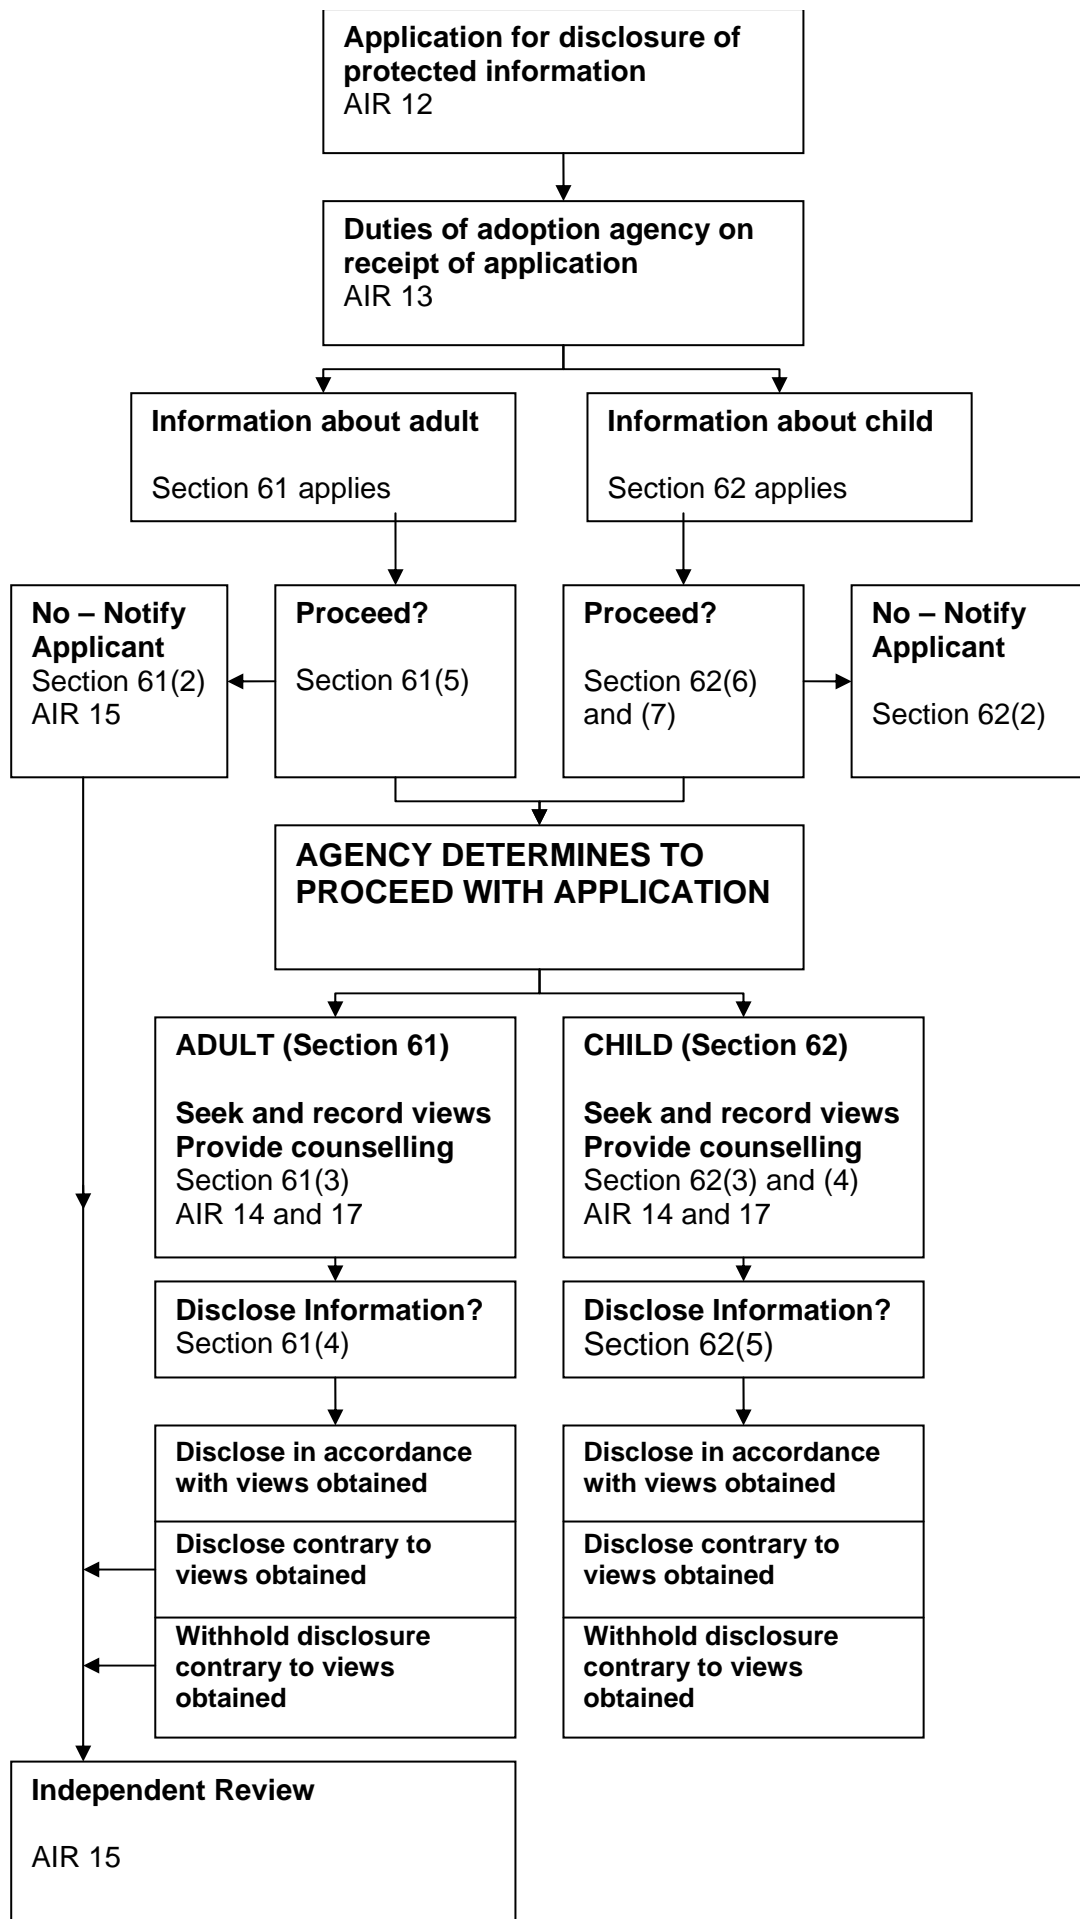 Application for disclosure of
protected information
AIR 12
Duties of adoption agency on
receipt of application
AIR 13
Information about adult
Section 61 applies
Information about child
Section 62 applies
No – Notify
Applicant
Section 61(2)
AIR 15
Proceed?
Section 61(5)
Proceed?
Section 62(6)
and (7)
No – Notify
Applicant
Section 62(2)
AGENCY DETERMINES TO
PROCEED WITH APPLICATION
ADULT (Section 61)
Seek and record views
Provide counselling
Section 61(3)
AIR 14 and 17
CHILD (Section 62)
Seek and record views
Provide counselling
Section 62(3) and (4)
AIR 14 and 17
Disclose Information?
Section 61(4)
Disclose Information?
Section 62(5)
Disclose in accordance
with views obtained
Disclose contrary to
views obtained
Withhold disclosure
contrary to views
obtained
Disclose in accordance
with views obtained
Disclose contrary to
views obtained
Withhold disclosure
contrary to views
obtained
Independent Review
AIR 15